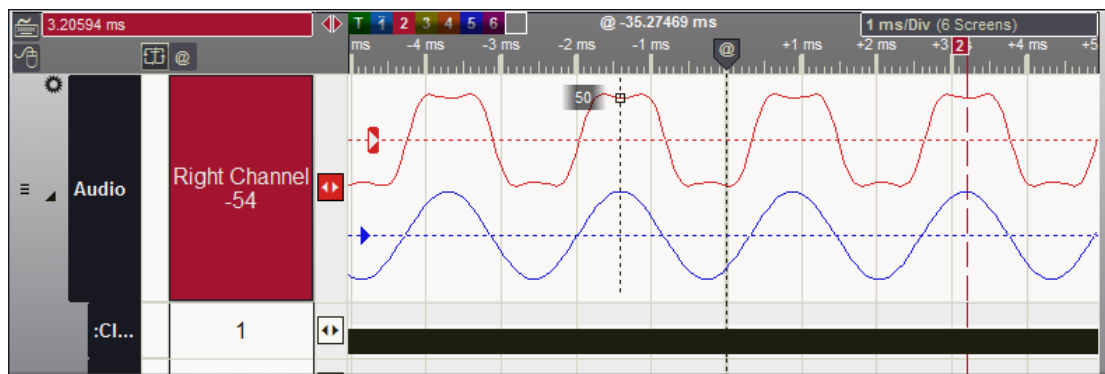 3.20594 ms
T 1 2 3 4 5 6
@ -35.27469 ms
1 ms/Div (6 Screens)
@
ms -4 ms -3 ms -2 ms -1 ms @ +1 ms +2 ms +3 2 +4 ms +5
50
Audio
Right Channel
-54
:Cl...
1